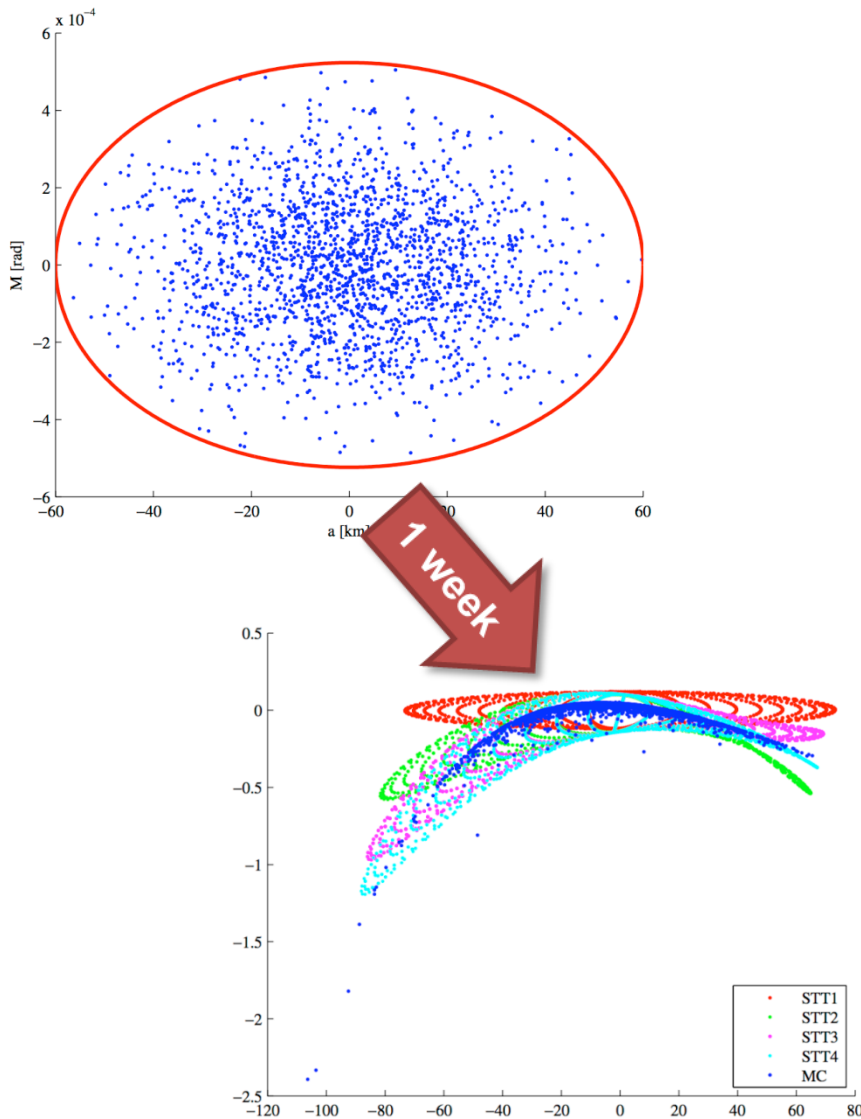 x 10⁻⁴
6
4
2
0
−2
−4
−6
M [rad]
−60 −40 −20 0 20 40 60
a [km]
1 week
0.5
0
−0.5
−1
−1.5
−2
−2.5
−120 −100 −80 −60 −40 −20 0 20 40 60 80
STT1
STT2
STT3
STT4
MC